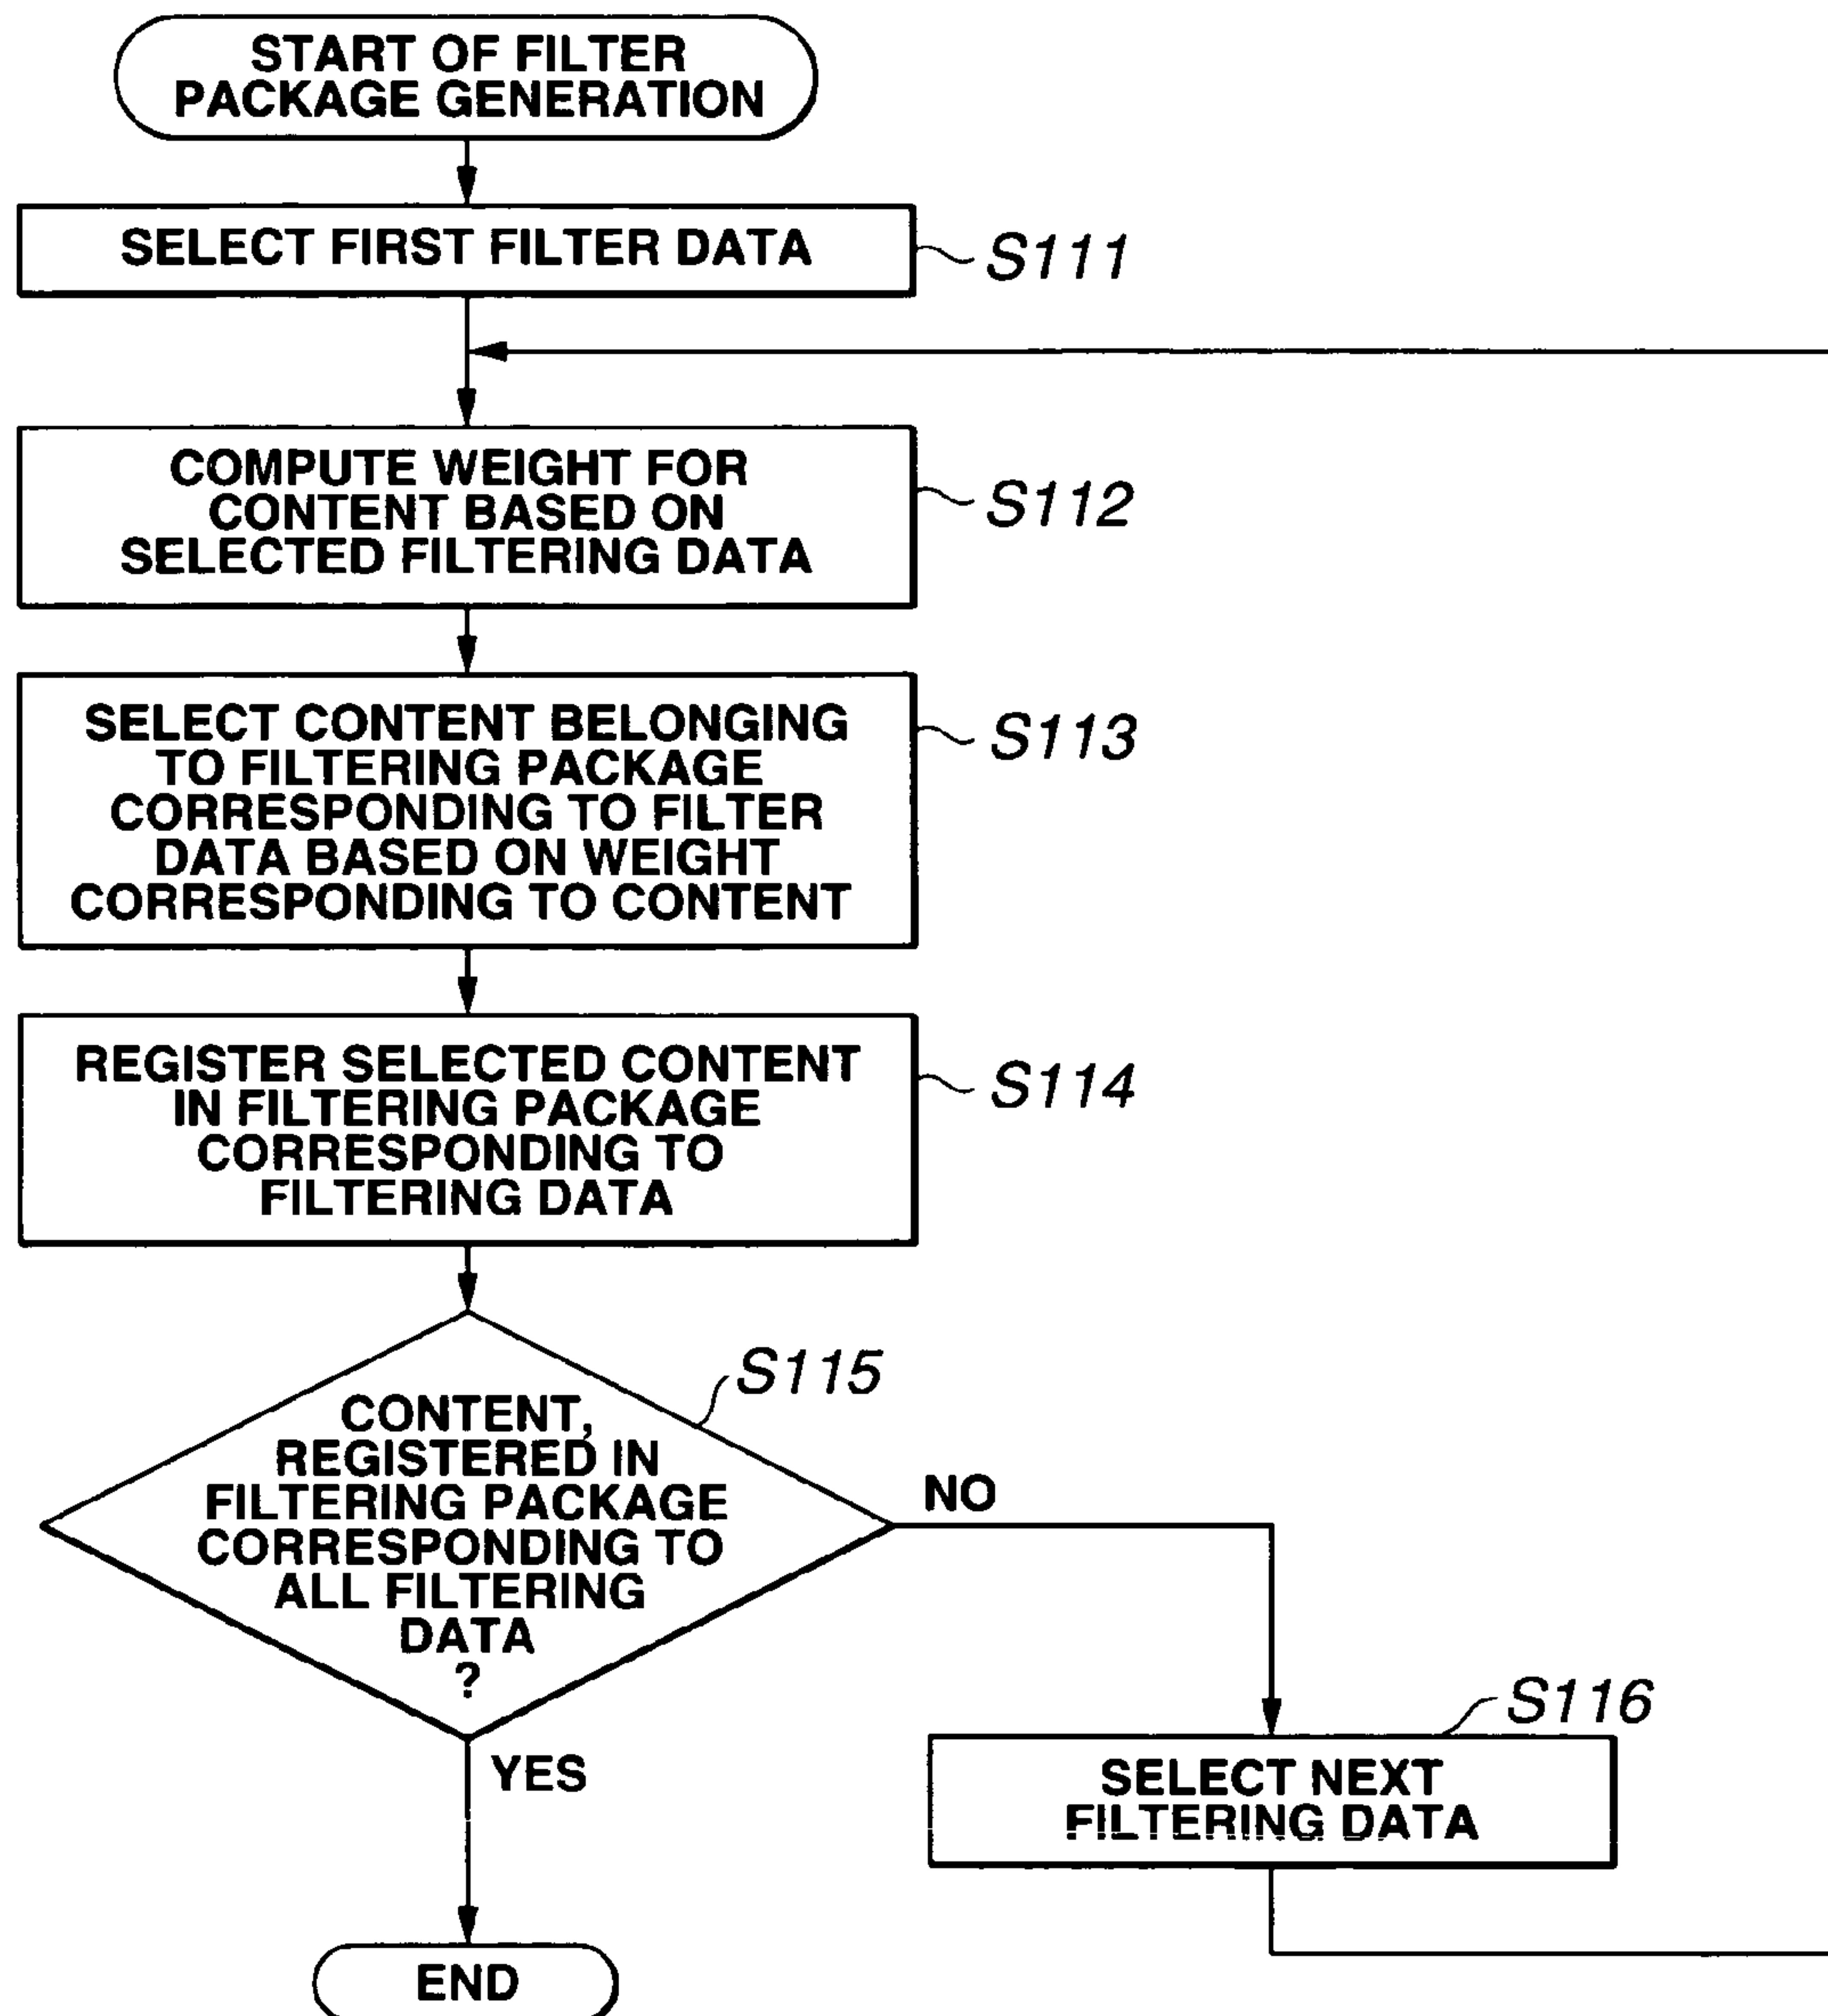 START OF FILTER
PACKAGE GENERATION
SELECT FIRST FILTER DATA
S111
COMPUTE WEIGHT FOR
CONTENT BASED ON
SELECTED FILTERING DATA
S112
SELECT CONTENT BELONGING
TO FILTERING PACKAGE
CORRESPONDING TO FILTER
DATA BASED ON WEIGHT
CORRESPONDING TO CONTENT
S113
REGISTER SELECTED CONTENT
IN FILTERING PACKAGE
CORRESPONDING TO
FILTERING DATA
S114
S115
CONTENT,
REGISTERED IN
FILTERING PACKAGE
CORRESPONDING TO
ALL FILTERING
DATA
?
NO
S116
SELECT NEXT
FILTERING DATA
YES
END